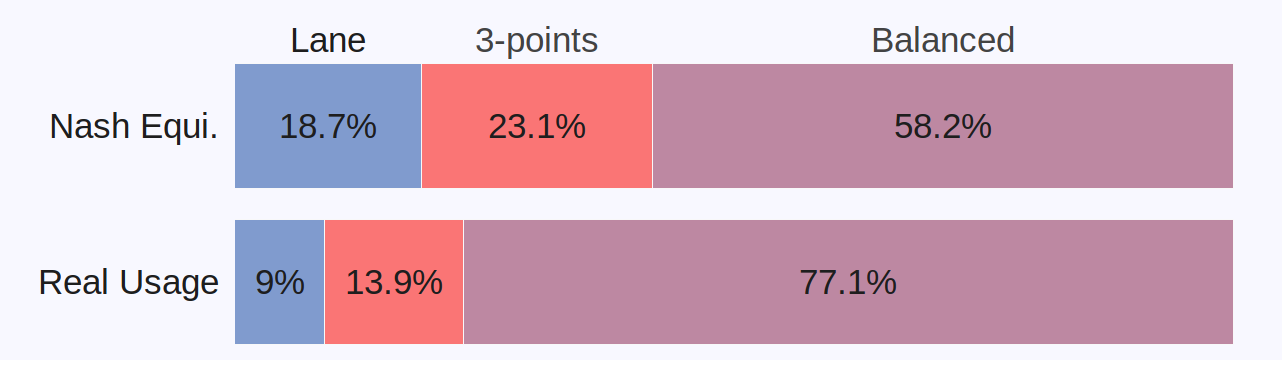 Lane 3-points Balanced
Nash Equi. 18.7% 23.1% 58.2%
Real Usage 9% 13.9% 77.1%